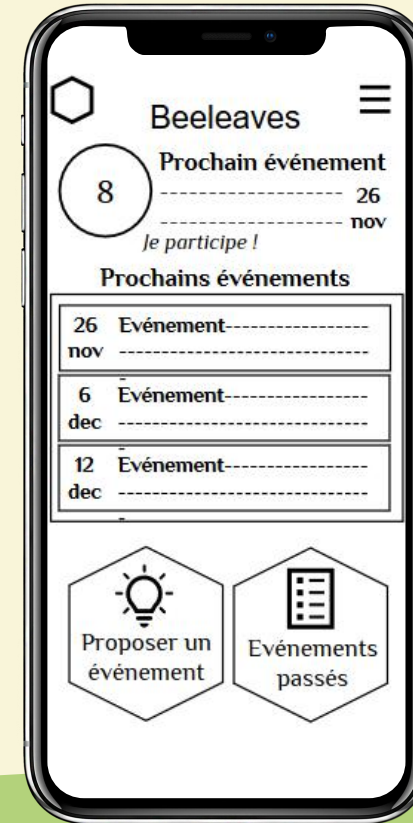 Beeleaves
8
Prochain événement
-------------------- 26
-------------------- nov
Je participe !
Prochains événements
26 Evénement----------------
nov ----------------------------
-
6 Evénement----------------
dec ----------------------------
-
12 Evénement----------------
dec ----------------------------
-
Proposer un
événement
Evénements
passés